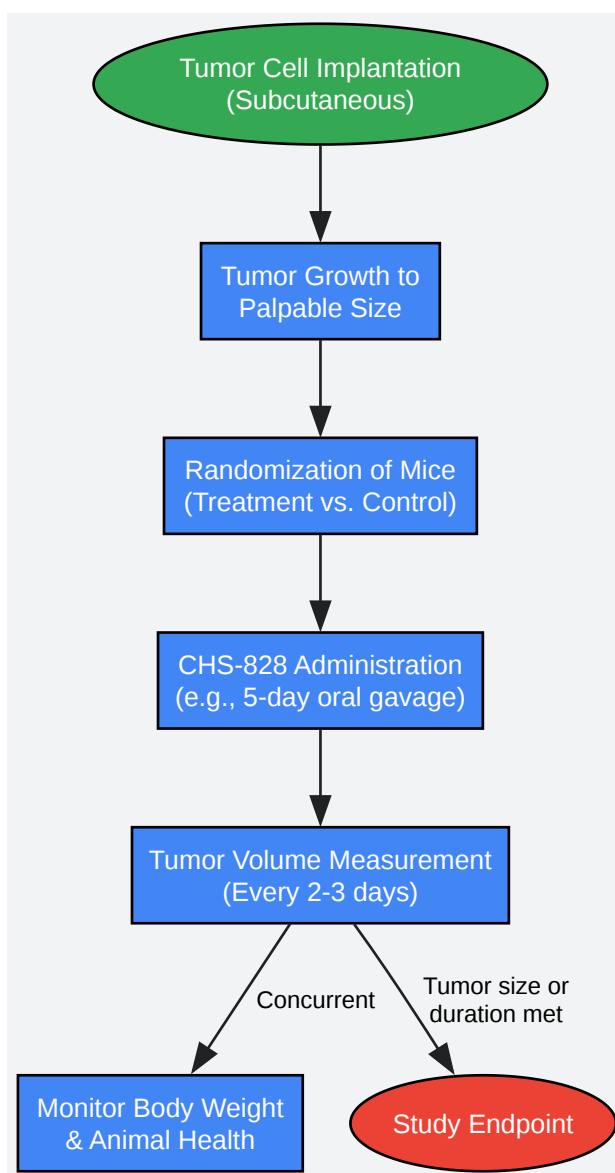 Tumor Cell Implantation
(Subcutaneous)
Tumor Growth to
Palpable Size
Randomization of Mice
(Treatment vs. Control)
CHS-828 Administration
(e.g., 5-day oral gavage)
Tumor Volume Measurement
(Every 2-3 days)
Concurrent
Tumor size or
duration met
Monitor Body Weight
& Animal Health
Study Endpoint